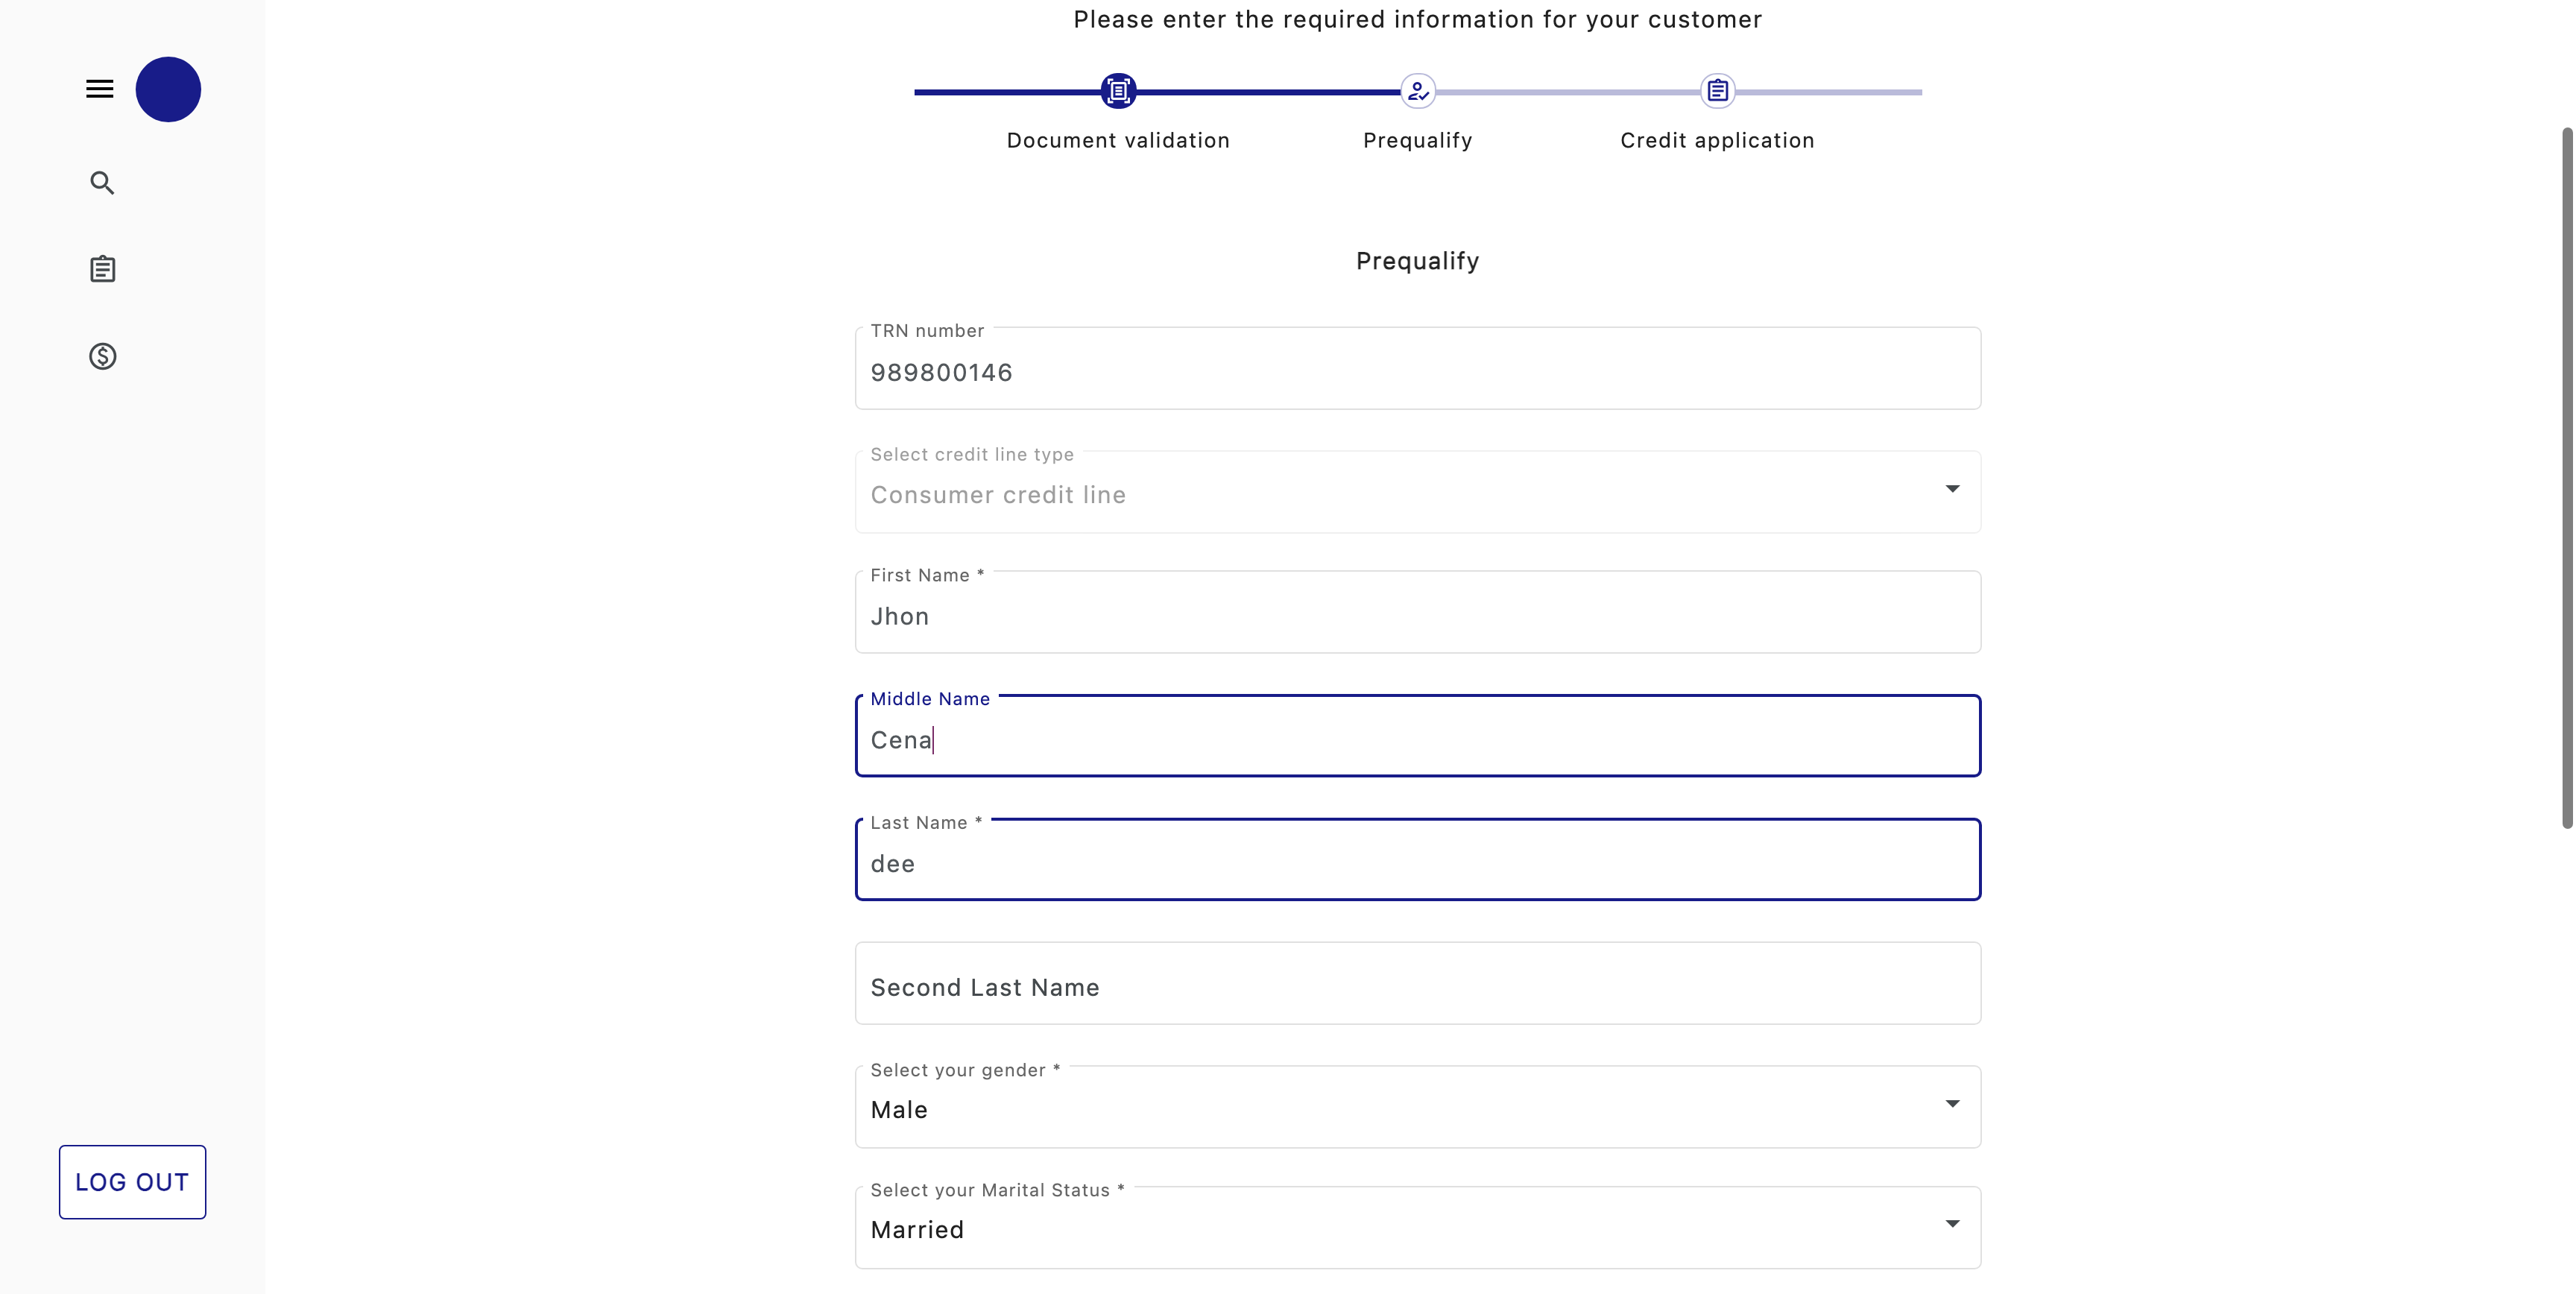 Please enter the required information for your customer
Document validation
Prequalify
Credit application
Prequalify
TRN number
989800146
Select credit line type
Consumer credit line
First Name *
Jhon
Middle Name
Cena
Last Name *
dee
Second Last Name
Select your gender *
Male
Select your Marital Status *
Married
LOG OUT